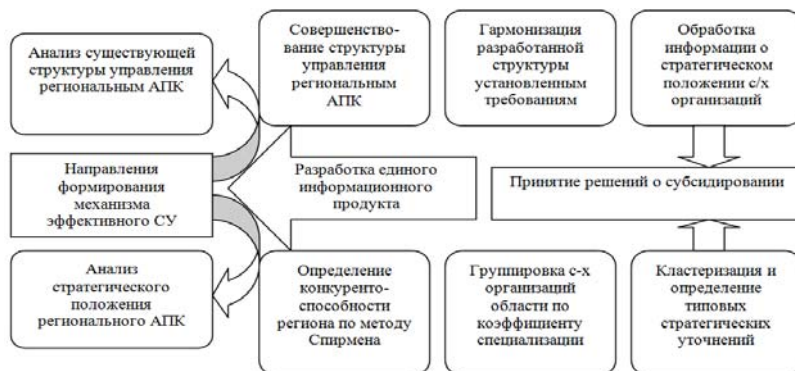 Анализ существующей
структуры управления
региональным АПК
Совершенство-
вание структуры
управления
региональным
АПК
Гармонизация
разработанной
структуры
установленным
требованиям
Обработка
информации о
стратегическом
положении с/х
организаций
Направления
формирования
механизма
эффективного СУ
Разработка единого
информационного
продукта
Принятие решений о субсидировании
Анализ
стратегического
положения
регионального АПК
Определение
конкуренто-
способности
региона по методу
Спирмена
Группировка с-х
организаций
области по
коэффициенту
специализации
Кластеризация и
определение
типовых
стратегических
уточнений